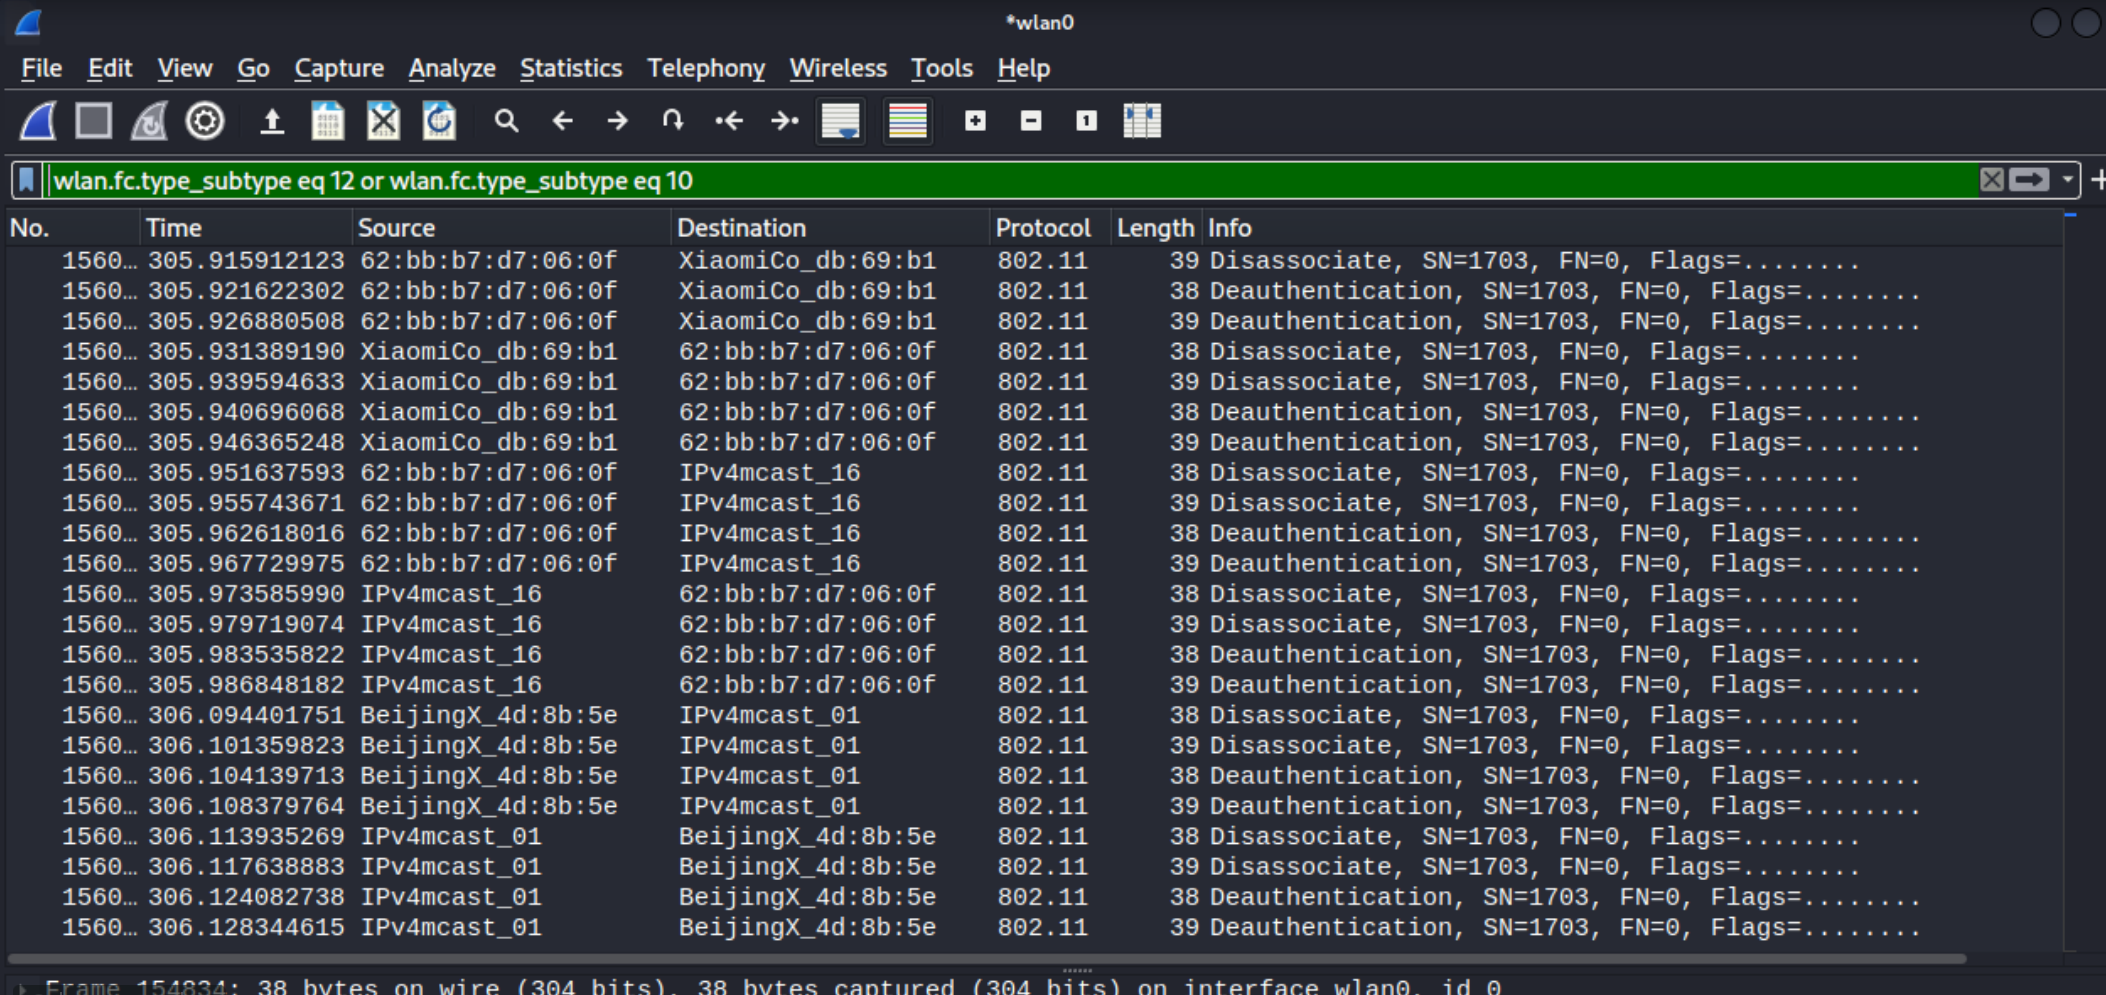 *wlan0
File Edit View Go Capture Analyze Statistics Telephony Wireless Tools Help
wlan.fc.type_subtype eq 12 or wlan.fc.type_subtype eq 10
No. Time Source Destination Protocol Length Info
1560… 305.915912123 62:bb:b7:d7:06:0f XiaomiCo_db:69:b1 802.11 39 Disassociate, SN=1703, FN=0, Flags=........
1560… 305.921622302 62:bb:b7:d7:06:0f XiaomiCo_db:69:b1 802.11 38 Deauthentication, SN=1703, FN=0, Flags=........
1560… 305.926880508 62:bb:b7:d7:06:0f XiaomiCo_db:69:b1 802.11 39 Deauthentication, SN=1703, FN=0, Flags=........
1560… 305.931389190 XiaomiCo_db:69:b1 62:bb:b7:d7:06:0f 802.11 38 Disassociate, SN=1703, FN=0, Flags=........
1560… 305.939594633 XiaomiCo_db:69:b1 62:bb:b7:d7:06:0f 802.11 39 Disassociate, SN=1703, FN=0, Flags=........
1560… 305.940696068 XiaomiCo_db:69:b1 62:bb:b7:d7:06:0f 802.11 38 Deauthentication, SN=1703, FN=0, Flags=........
1560… 305.946365248 XiaomiCo_db:69:b1 62:bb:b7:d7:06:0f 802.11 39 Deauthentication, SN=1703, FN=0, Flags=........
1560… 305.951637593 62:bb:b7:d7:06:0f IPv4mcast_16 802.11 38 Disassociate, SN=1703, FN=0, Flags=........
1560… 305.955743671 62:bb:b7:d7:06:0f IPv4mcast_16 802.11 39 Disassociate, SN=1703, FN=0, Flags=........
1560… 305.962618016 62:bb:b7:d7:06:0f IPv4mcast_16 802.11 38 Deauthentication, SN=1703, FN=0, Flags=........
1560… 305.967729975 62:bb:b7:d7:06:0f IPv4mcast_16 802.11 39 Deauthentication, SN=1703, FN=0, Flags=........
1560… 305.973585990 IPv4mcast_16 62:bb:b7:d7:06:0f 802.11 38 Disassociate, SN=1703, FN=0, Flags=........
1560… 305.979719074 IPv4mcast_16 62:bb:b7:d7:06:0f 802.11 39 Disassociate, SN=1703, FN=0, Flags=........
1560… 305.983535822 IPv4mcast_16 62:bb:b7:d7:06:0f 802.11 38 Deauthentication, SN=1703, FN=0, Flags=........
1560… 305.986848182 IPv4mcast_16 62:bb:b7:d7:06:0f 802.11 39 Deauthentication, SN=1703, FN=0, Flags=........
1560… 306.094401751 BeijingX_4d:8b:5e IPv4mcast_01 802.11 38 Disassociate, SN=1703, FN=0, Flags=........
1560… 306.101359823 BeijingX_4d:8b:5e IPv4mcast_01 802.11 39 Disassociate, SN=1703, FN=0, Flags=........
1560… 306.104139713 BeijingX_4d:8b:5e IPv4mcast_01 802.11 38 Deauthentication, SN=1703, FN=0, Flags=........
1560… 306.108379764 BeijingX_4d:8b:5e IPv4mcast_01 802.11 39 Deauthentication, SN=1703, FN=0, Flags=........
1560… 306.113935269 IPv4mcast_01 BeijingX_4d:8b:5e 802.11 38 Disassociate, SN=1703, FN=0, Flags=........
1560… 306.117638883 IPv4mcast_01 BeijingX_4d:8b:5e 802.11 39 Disassociate, SN=1703, FN=0, Flags=........
1560… 306.124082738 IPv4mcast_01 BeijingX_4d:8b:5e 802.11 38 Deauthentication, SN=1703, FN=0, Flags=........
1560… 306.128344615 IPv4mcast_01 BeijingX_4d:8b:5e 802.11 39 Deauthentication, SN=1703, FN=0, Flags=........
Frame 154834: 38 bytes on wire (304 bits), 38 bytes captured (304 bits) on interface wlan0, id 0